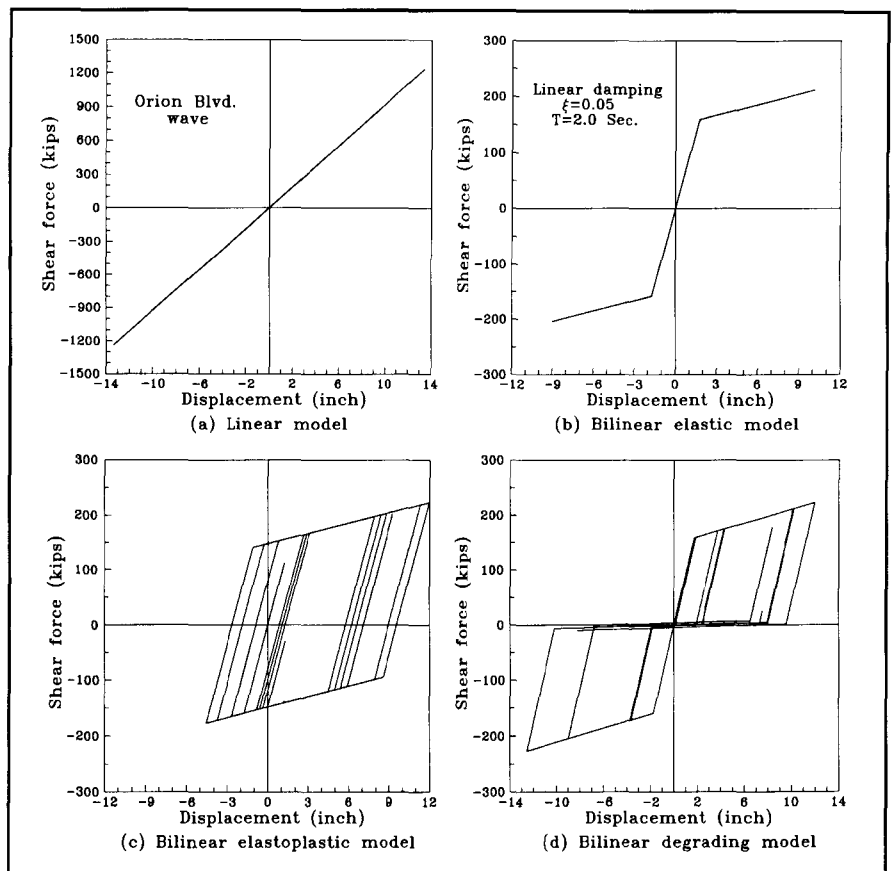 1500
1200
900
600
300
0
-300
-600
-900
-1200
-1500
Shear force (kips)
Orion Blvd.
wave
-14 -10 -6 -2 2 6 10 14
Displacement (inch)
(a) Linear model
300
200
100
0
-100
-200
-300
Shear force (kips)
Linear damping
ξ=0.05
T=2.0 Sec.
-12 -9 -6 -3 0 3 6 9 12
Displacement (inch)
(b) Bilinear elastic model
300
200
100
0
-100
-200
-300
Shear force (kips)
-12 -9 -6 -3 0 3 6 9 12
Displacement (inch)
(c) Bilinear elastoplastic model
300
200
100
0
-100
-200
-300
Shear force (kips)
-14 -10 -6 -2 2 6 10 14
Displacement (inch)
(d) Bilinear degrading model